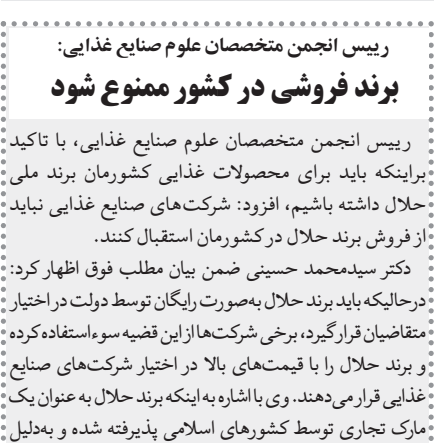 رییس انجمن متخصصان علوم صنایع غذایی:
برند فروشی در کشور ممنوع شود
رییس انجمن متخصصان علوم صنایع غذایی، با تاکید
براینکه باید برای محصولات غذایی کشورمان برند ملی
حلال داشته باشیم، افزود: شرکت‌های صنایع غذایی نباید
از فروش برند حلال در کشورمان استقبال کنند.
دکتر سیدمحمد حسینی ضمن بیان مطلب فوق اظهار کرد:
درحالیکه باید برند حلال به‌صورت رایگان توسط دولت در اختیار
متقاضیان قرار گیرد، برخی شرکت‌ها از این قضیه سوءاستفاده کرده
و برند حلال را با قیمت‌های بالا در اختیار شرکت‌های صنایع
غذایی قرار می‌دهند. وی با اشاره به اینکه برند حلال به عنوان یک
مارک تجاری توسط کشورهای اسلامی پذیرفته شده و به‌دلیل